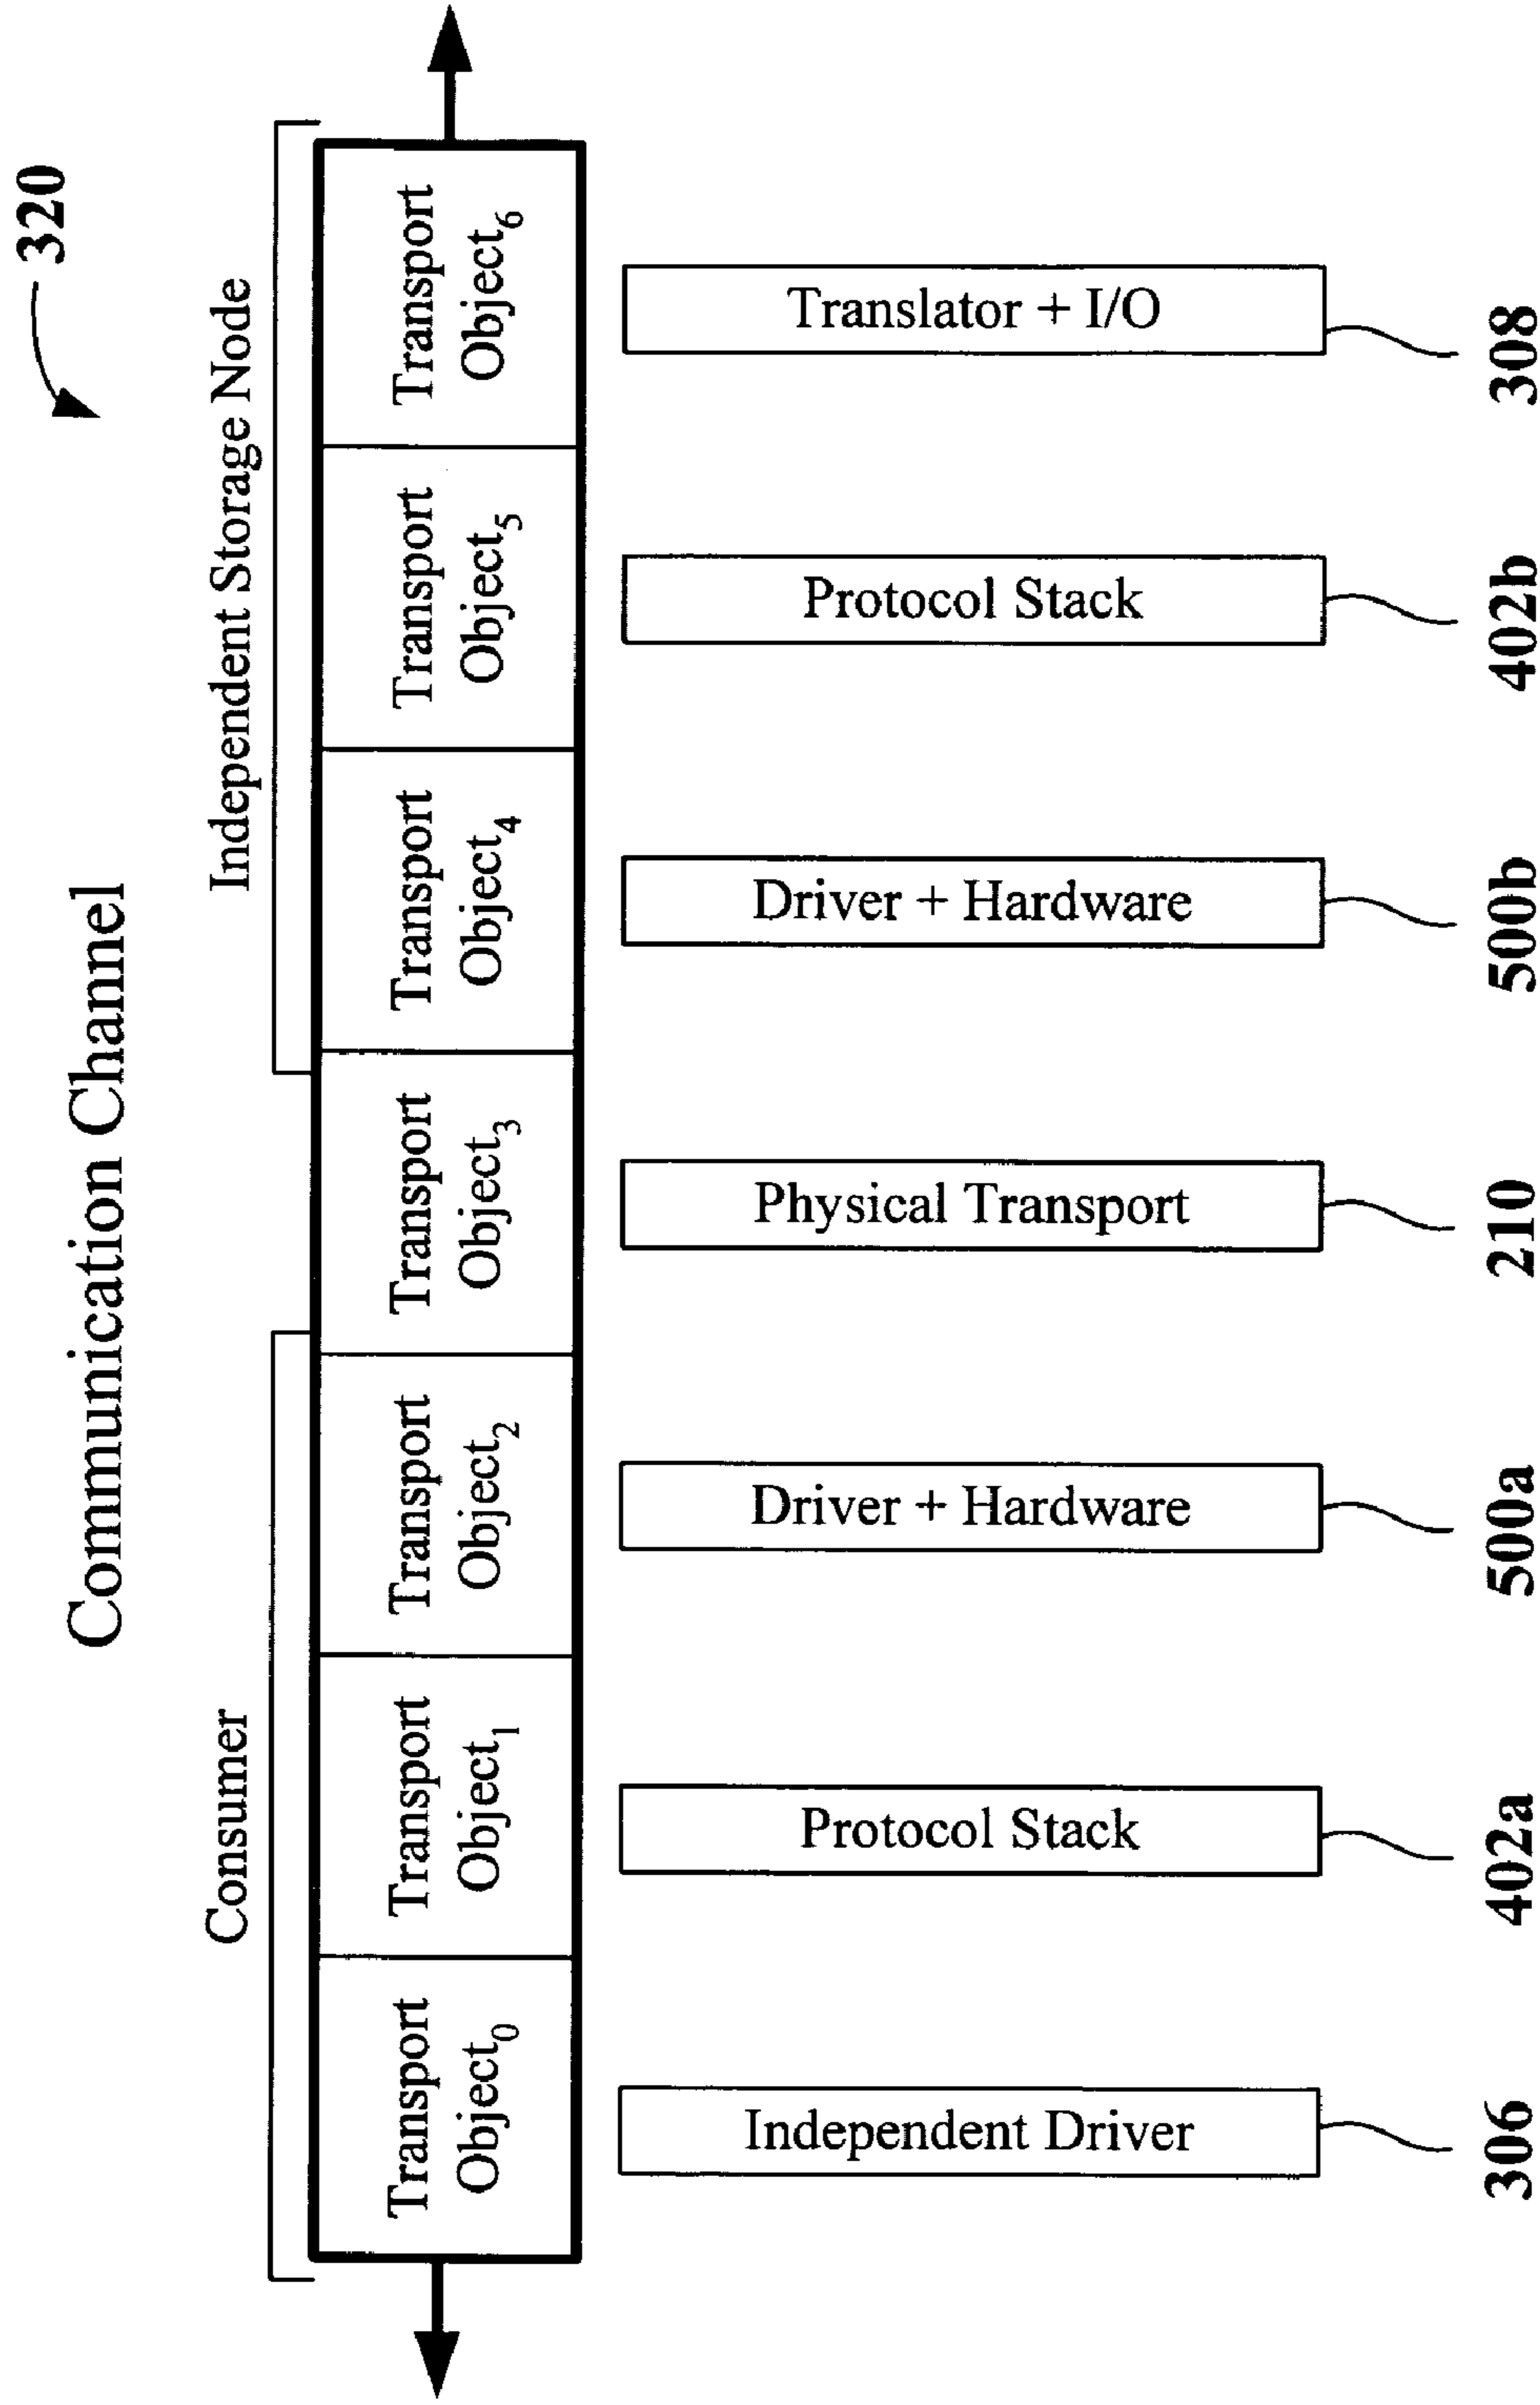 Communication Channel
320
Consumer
Independent Storage Node
Transport
Object0
Transport
Object1
Transport
Object2
Transport
Object3
Transport
Object4
Transport
Object5
Transport
Object6
Independent Driver
Protocol Stack
Driver + Hardware
Physical Transport
Driver + Hardware
Protocol Stack
Translator + I/O
306
402a
500a
210
500b
402b
308